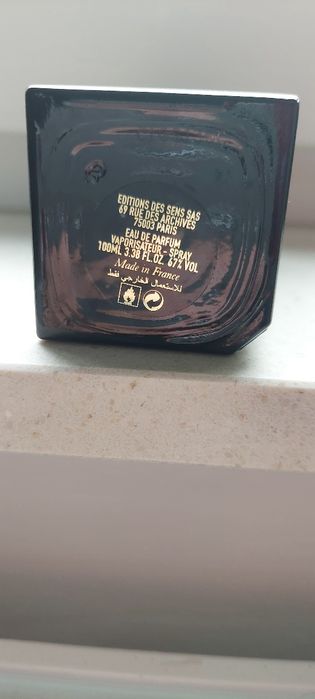 EDITIONS DES SENS SAS
69 RUE DES ARCHIVES
75003 PARIS
EAU DE PARFUM
VAPORISATEUR - SPRAY
100ML 3.38 FL. OZ. 67% VOL
Made in France
للاستعمال الخارجي فقط